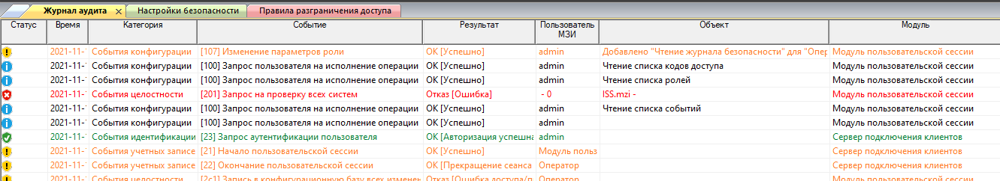 Журнал аудита Настройки безопасности Правила разграничения доступа
Статус Время Категория Событие Результат Пользователь МЗИ Объект Модуль
2021-11- События конфигурации [107] Изменение параметров роли OK [Успешно] admin Добавлено "Чтение журнала безопасности" для "Опер Модуль пользовательской сессии
2021-11- События конфигурации [100] Запрос пользователя на исполнение операции OK [Успешно] admin Чтение списка кодов доступа Модуль пользовательской сессии
2021-11- События конфигурации [100] Запрос пользователя на исполнение операции OK [Успешно] admin Чтение списка ролей Модуль пользовательской сессии
2021-11- События целостности [201] Запрос на проверку всех систем Отказ [Ошибка] - 0 ISS.mzi - Модуль пользовательской сессии
2021-11- События конфигурации [100] Запрос пользователя на исполнение операции OK [Успешно] admin Чтение списка событий Модуль пользовательской сессии
2021-11- События конфигурации [100] Запрос пользователя на исполнение операции OK [Успешно] admin Модуль пользовательской сессии
2021-11- События идентификации [23] Запрос аутентификации пользователя OK [Авторизация успешна admin Сервер подключения клиентов
2021-11- События учетных записе [21] Начало пользовательской сессии OK [Успешно] Модуль польз Сервер подключения клиентов
2021-11- События учетных записе [22] Окончание пользовательской сессии OK [Прекращение сеанса Оператор Сервер подключения клиентов
2021-11- События целостности [2c1] Запись в конфигурационную базу всех изменен Отказ [Ошибка доступа/п Оператор Модуль пользовательской сессии